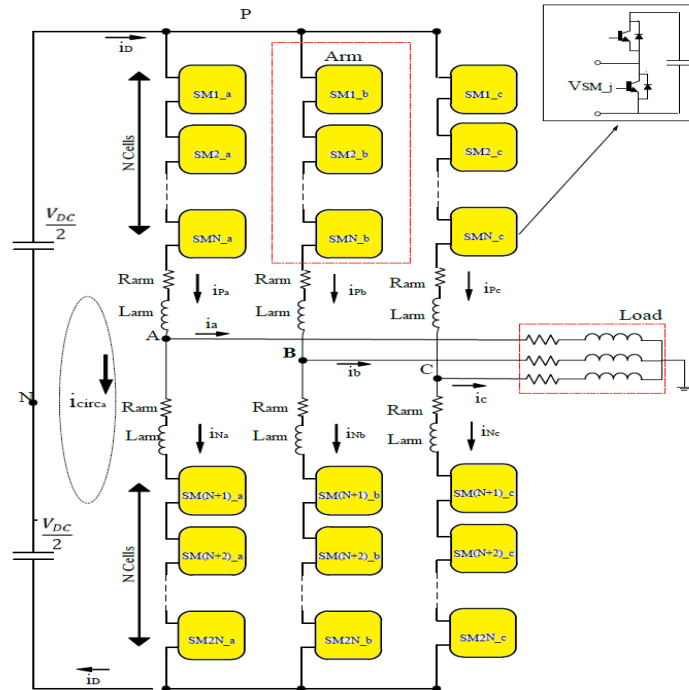 P
iD
Arm
SM1_a
SM1_b
SM1_c
VSM_j
N Cells
SM2_a
SM2_b
SM2_c
VDC
2
SMN_a
SMN_b
SMN_c
Rarm
Rarm
Rarm
iPa
iPb
iPc
Larm
Larm
Larm
Load
A
ia
B
ib
C
ic
N
icirca
Rarm
Rarm
Rarm
Larm
Larm
Larm
iNa
iNb
iNc
SM(N+1)_a
SM(N+1)_b
SM(N+1)_c
VDC
2
N Cells
SM(N+2)_a
SM(N+2)_b
SM(N+2)_c
SM2N_a
SM2N_b
SM2N_c
iD